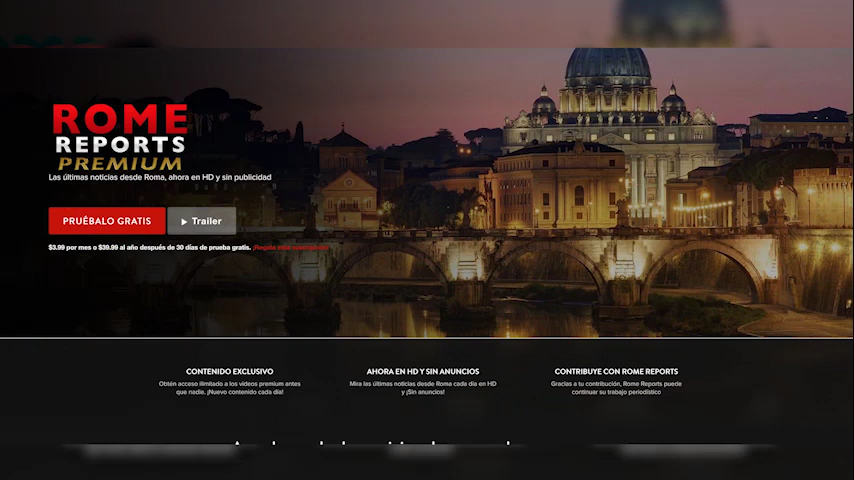 ROME
REPORTS
PREMIUM
Las últimas noticias desde Roma, ahora en HD y sin publicidad
PRUÉBALO GRATIS
Trailer
$3.99 por mes o $39.99 al año después de 30 días de prueba gratis.
CONTENIDO EXCLUSIVO
Obtén acceso ilimitado a los videos premium antes
que nadie. ¡Nuevo contenido cada día!
AHORA EN HD Y SIN ANUNCIOS
Mira las últimas noticias desde Roma cada día en HD
y ¡Sin anuncios!
CONTRIBUYE CON ROME REPORTS
Gracias a tu contribución, Rome Reports puede
continuar su trabajo periodístico